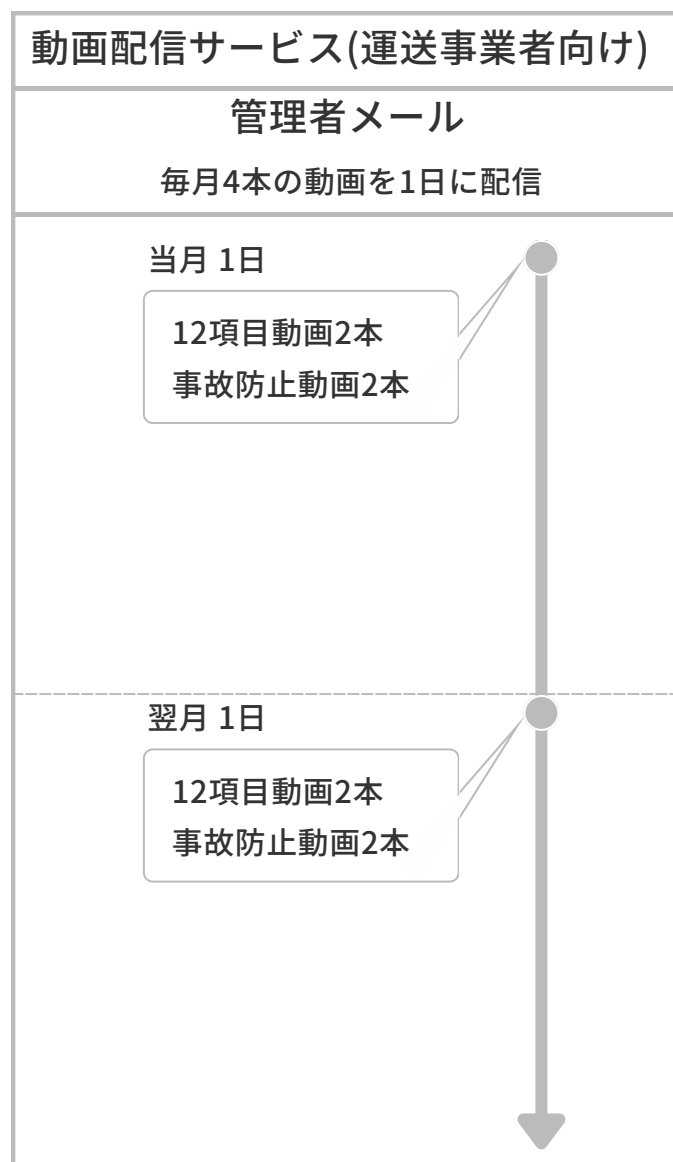 動画配信サービス(運送事業者向け)
管理者メール
毎月4本の動画を1日に配信
当月 1日
12項目動画2本
事故防止動画2本
翌月 1日
12項目動画2本
事故防止動画2本